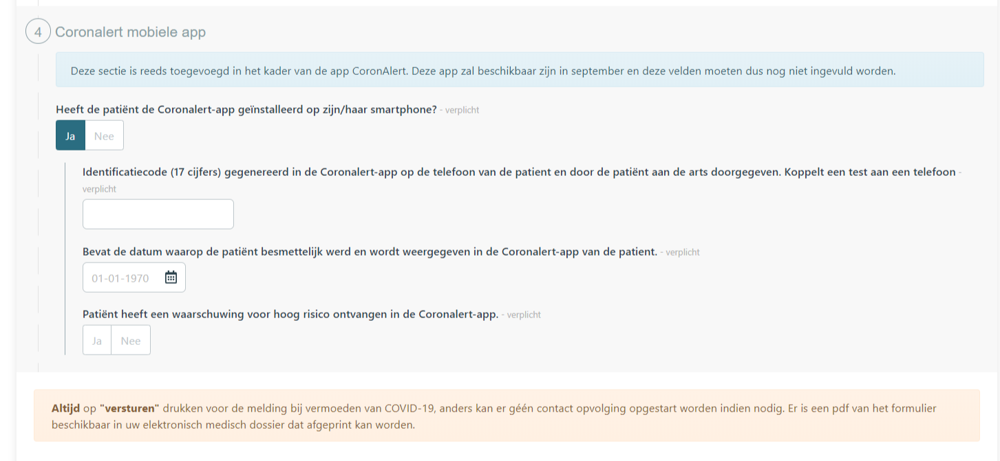 4 Coronalert mobiele app
Deze sectie is reeds toegevoegd in het kader van de app CoronAlert. Deze app zal beschikbaar zijn in september en deze velden moeten dus nog niet ingevuld worden.
Heeft de patiënt de Coronalert-app geïnstalleerd op zijn/haar smartphone? - verplicht
Ja Nee
Identificatiecode (17 cijfers) gegenereerd in de Coronalert-app op de telefoon van de patient en door de patiënt aan de arts doorgegeven. Koppelt een test aan een telefoon -
verplicht
Bevat de datum waarop de patiënt besmettelijk werd en wordt weergegeven in de Coronalert-app van de patient. - verplicht
01-01-1970
Patiënt heeft een waarschuwing voor hoog risico ontvangen in de Coronalert-app. - verplicht
Ja Nee
Altijd op "versturen" drukken voor de melding bij vermoeden van COVID-19, anders kan er géén contact opvolging opgestart worden indien nodig. Er is een pdf van het formulier
beschikbaar in uw elektronisch medisch dossier dat afgeprint kan worden.